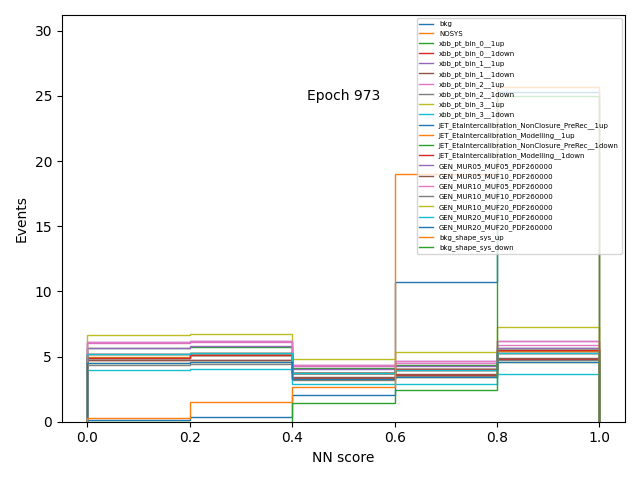 bkg
NOSYS
xbb_pt_bin_0__1up
xbb_pt_bin_0__1down
xbb_pt_bin_1__1up
xbb_pt_bin_1__1down
xbb_pt_bin_2__1up
xbb_pt_bin_2__1down
xbb_pt_bin_3__1up
xbb_pt_bin_3__1down
JET_EtaIntercalibration_NonClosure_PreRec__1up
JET_EtaIntercalibration_Modelling__1up
JET_EtaIntercalibration_NonClosure_PreRec__1down
JET_EtaIntercalibration_Modelling__1down
GEN_MUR05_MUF05_PDF260000
GEN_MUR05_MUF10_PDF260000
GEN_MUR10_MUF05_PDF260000
GEN_MUR10_MUF10_PDF260000
GEN_MUR10_MUF20_PDF260000
GEN_MUR20_MUF10_PDF260000
GEN_MUR20_MUF20_PDF260000
bkg_shape_sys_up
bkg_shape_sys_down
Epoch 973
30
25
20
15
10
5
0
Events
0.0 0.2 0.4 0.6 0.8 1.0
NN score